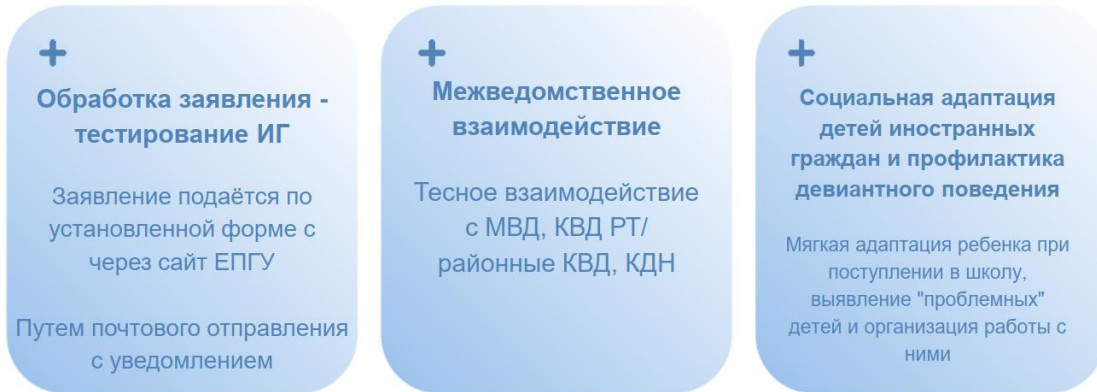 Обработка заявления -
тестирование ИГ
Заявление подаётся по
установленной форме с
через сайт ЕПГУ
Путем почтового отправления
с уведомлением
Межведомственное
взаимодействие
Тесное взаимодействие
с МВД, КВД РТ/
районные КВД, КДН
Социальная адаптация
детей иностранных
граждан и профилактика
девиантного поведения
Мягкая адаптация ребенка при
поступлении в школу,
выявление "проблемных"
детей и организация работы с
ними